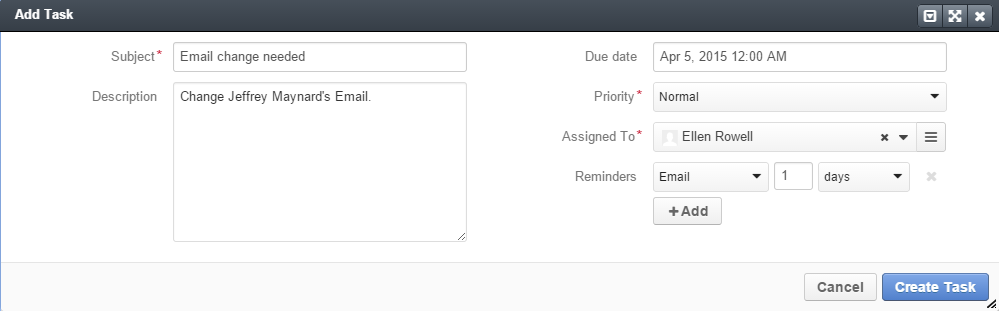 Add Task
Subject* Email change needed
Description Change Jeffrey Maynard's Email.
Due date Apr 5, 2015 12:00 AM
Priority* Normal
Assigned To* Ellen Rowell
Reminders Email 1 days
+Add
Cancel Create Task